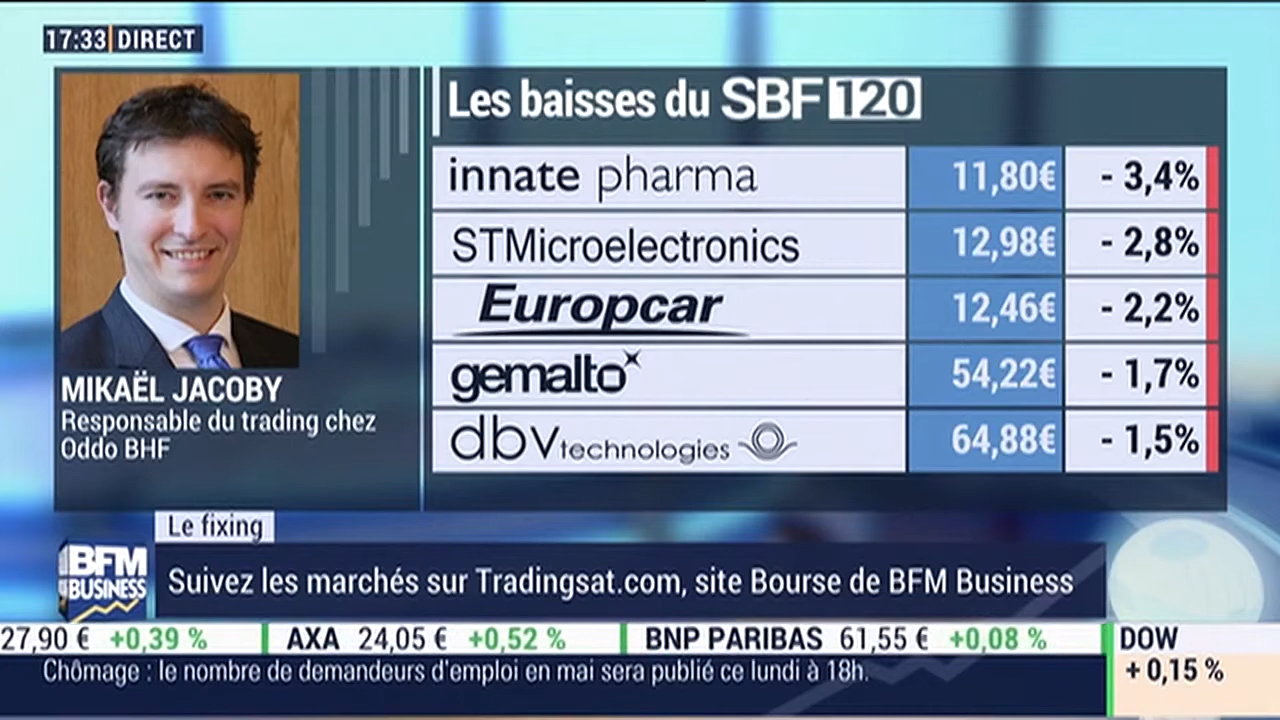 17:33 DIRECT
Les baisses du SBF 120
innate pharma 11,80€ - 3,4%
STMicroelectronics 12,98€ - 2,8%
Europcar 12,46€ - 2,2%
gemalto 54,22€ - 1,7%
dbv technologies 64,88€ - 1,5%
MIKAËL JACOBY
Responsable du trading chez
Oddo BHF
Le fixing
BFM
BUSINESS
Suivez les marchés sur Tradingsat.com, site Bourse de BFM Business
27,90 € +0,39 % AXA 24,05 € +0,52 % BNP PARIBAS 61,55 € +0,08 % DOW
Chômage : le nombre de demandeurs d'emploi en mai sera publié ce lundi à 18h. + 0,15 %